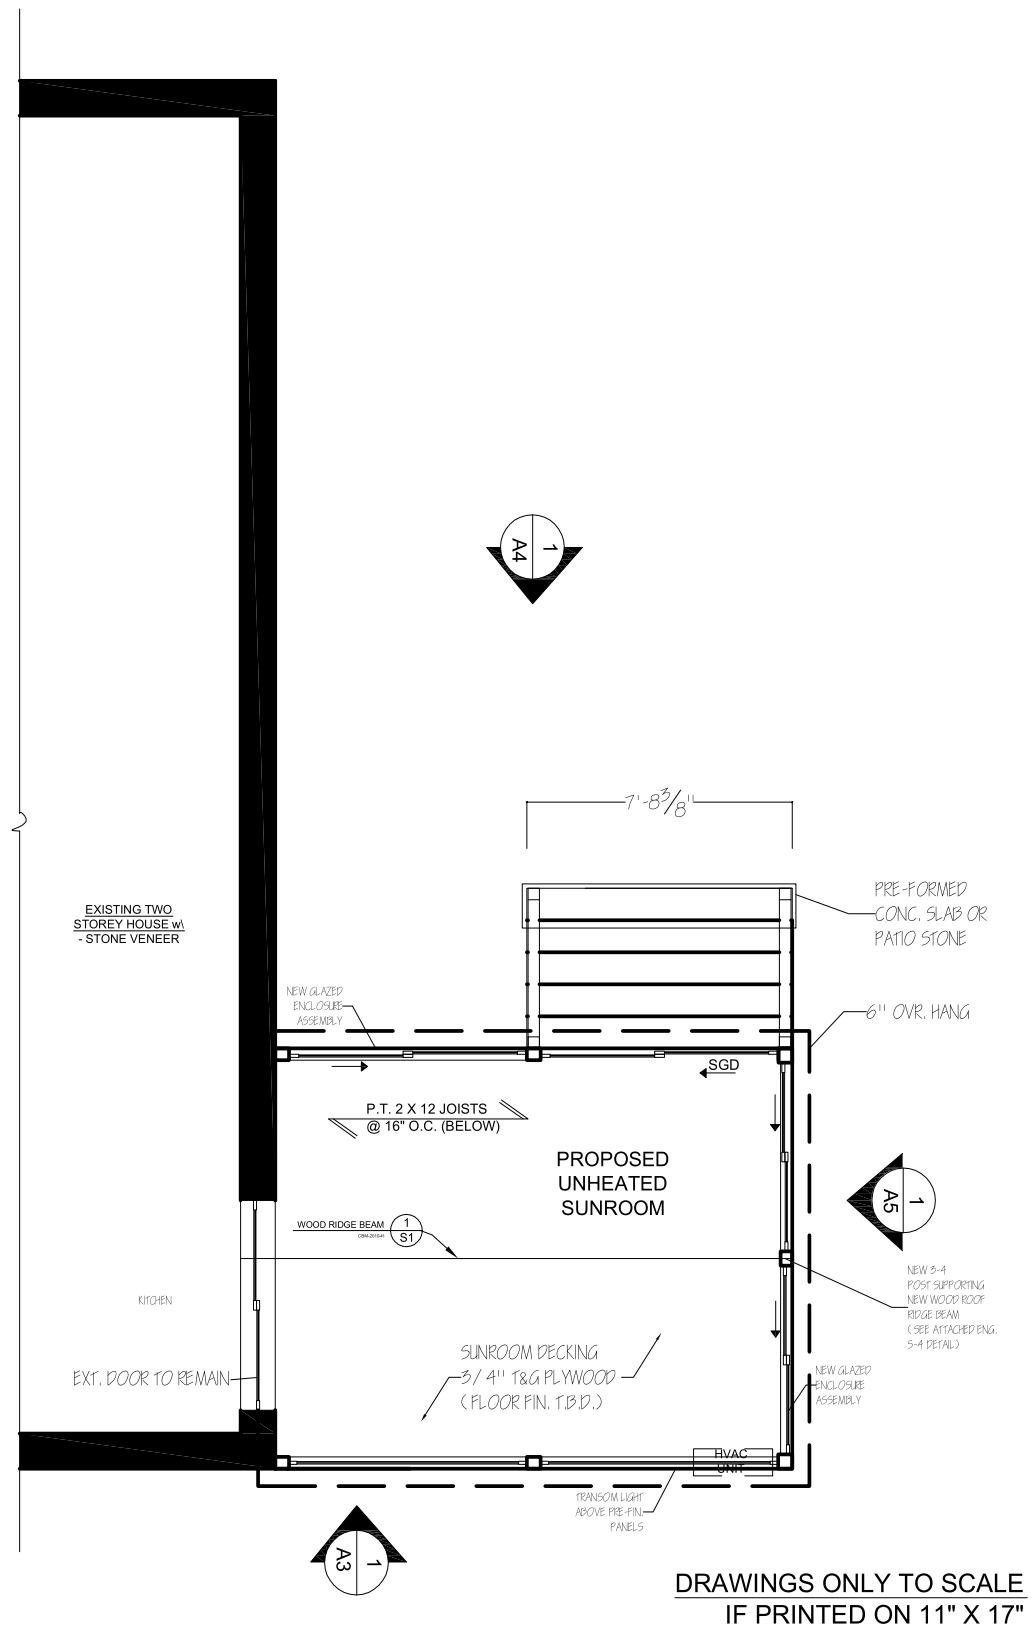 1
A4
7'-8 3/8"
PRE-FORMED
CONC. SLAB OR
PATIO STONE
EXISTING TWO
STOREY HOUSE w\
- STONE VENEER
NEW GLAZED
ENCLOSURE
ASSEMBLY
6" OVR. HANG
SGD
P.T. 2 X 12 JOISTS
@ 16" O.C. (BELOW)
PROPOSED
UNHEATED
SUNROOM
1
A5
WOOD RIDGE BEAM
1
S1
NEW 3-4
POST SUPPORTING
NEW WOOD ROOF
RIDGE BEAM
( SEE ATTACHED ENG.
S-4 DETAIL)
KITCHEN
SUNROOM DECKING
3/4" T&G PLYWOOD
( FLOOR FIN. T.B.D.)
EXT. DOOR TO REMAIN
NEW GLAZED
ENCLOSURE
ASSEMBLY
HVAC
UNIT
TRANSOM LIGHT
ABOVE PRE-FIN.
PANELS
1
A3
DRAWINGS ONLY TO SCALE
IF PRINTED ON 11" X 17"